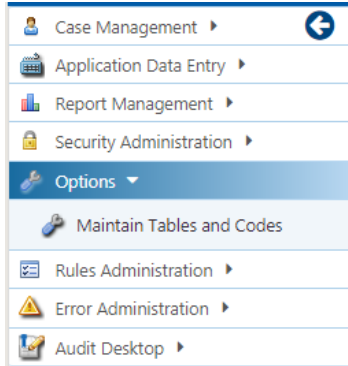 Case Management
Application Data Entry
Report Management
Security Administration
Options
Maintain Tables and Codes
Rules Administration
Error Administration
Audit Desktop